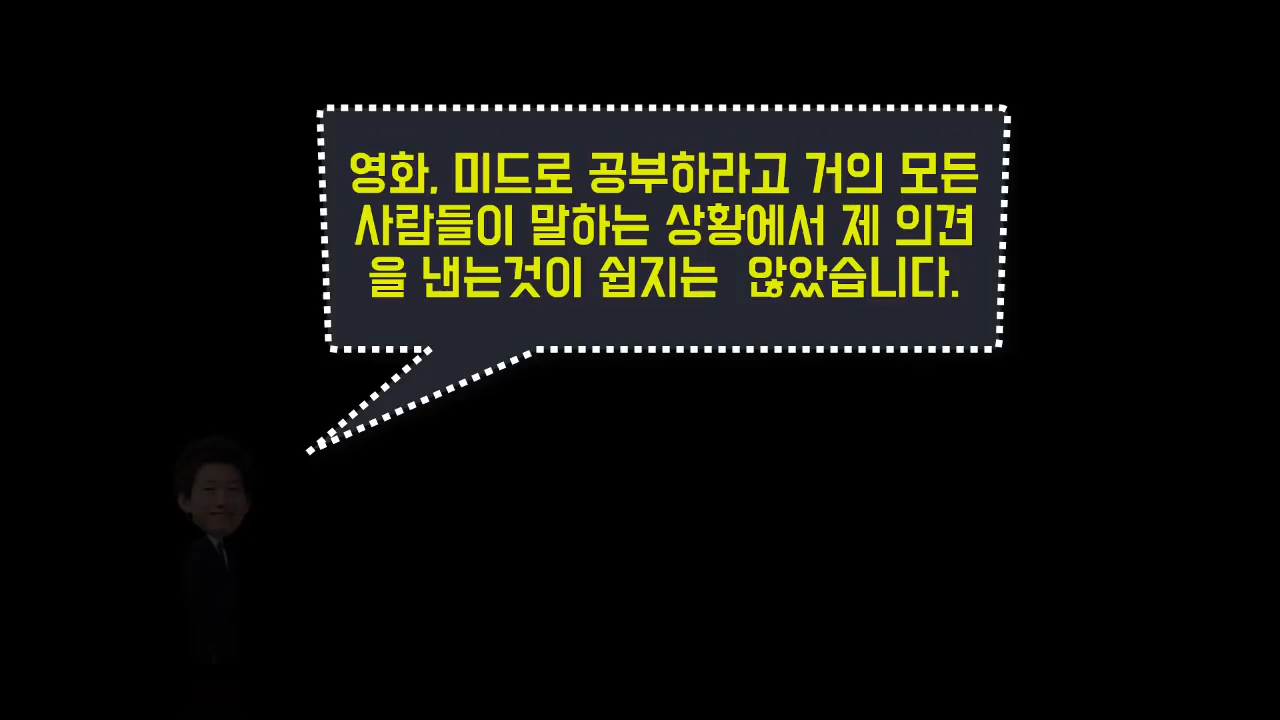 영화, 미드로 공부하라고 거의 모든
사람들이 말하는 상황에서 제 의견
을 낸는것이 쉽지는  않았습니다.